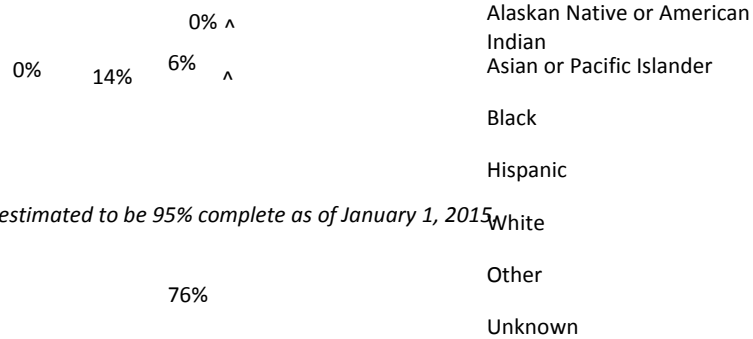 0% ^
0%
14%
6%
^
estimated to be 95% complete as of January 1, 2015.
76%
Alaskan Native or American
Indian
Asian or Pacific Islander
Black
Hispanic
White
Other
Unknown